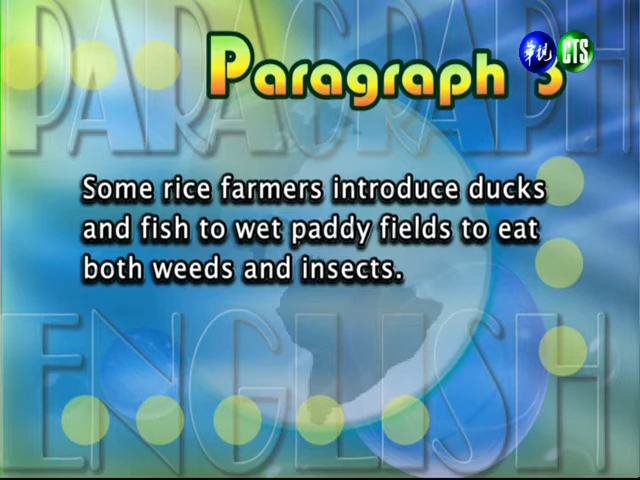 PARAGRAPH
Paragraph 3
華視 CTS
Some rice farmers introduce ducks
and fish to wet paddy fields to eat
both weeds and insects.
ENGLISH